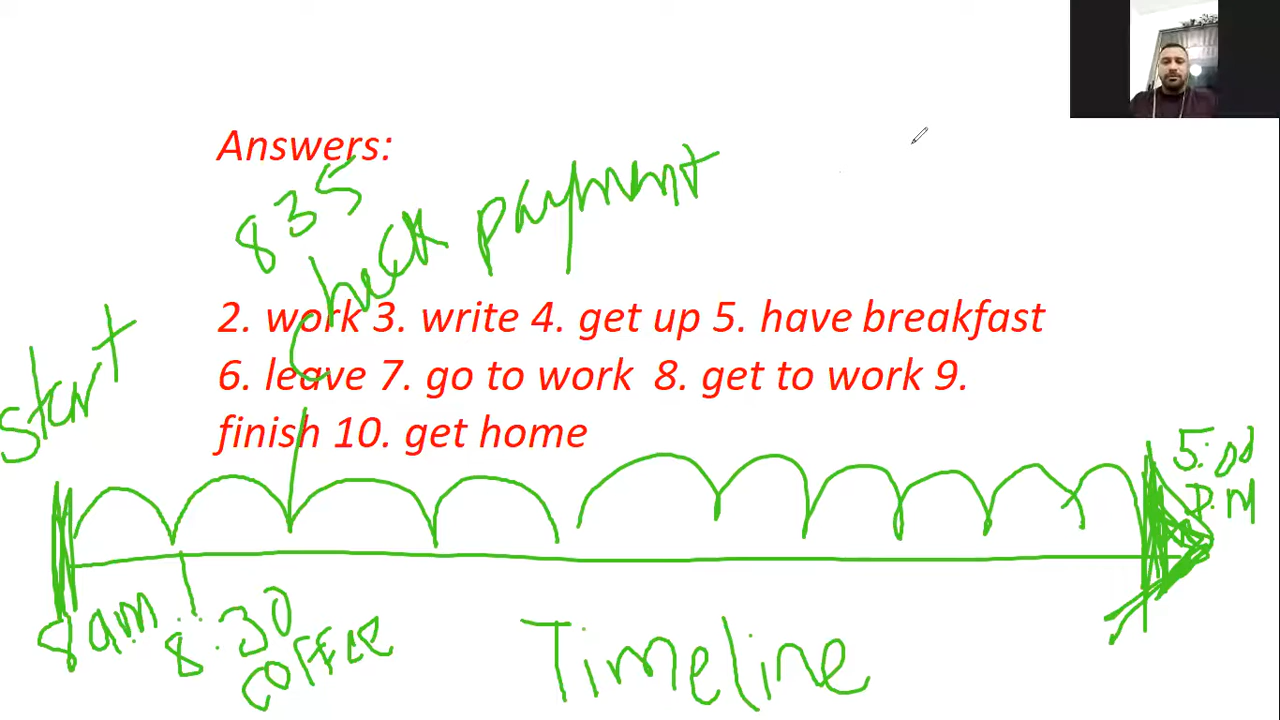 Answers:
835
check payment
2. work 3. write 4. get up 5. have breakfast
6. leave 7. go to work 8. get to work 9.
finish 10. get home
start
5:00
P.M
8am
8:30
coffee
Timeline